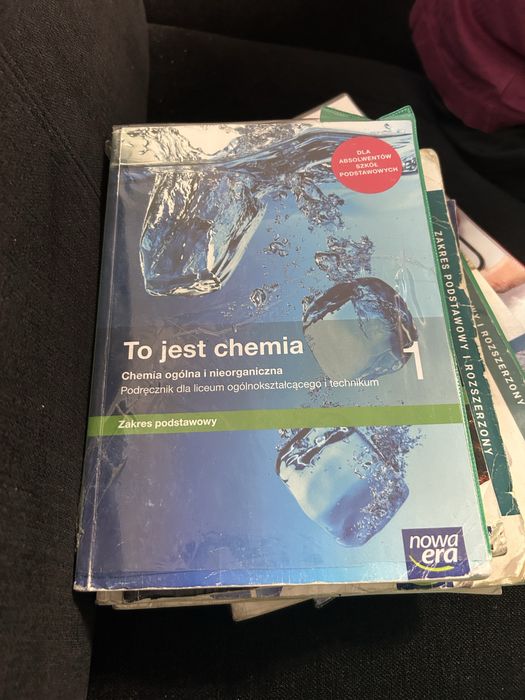 DLA
ABSOLWENTÓW
SZKÓŁ
PODSTAWOWYCH
To jest chemia
1
Chemia ogólna i nieorganiczna
Podręcznik dla liceum ogólnokształcącego i technikum
Zakres podstawowy
nowa
era
ZAKRES PODSTAWOWY I ROZSZERZONY
Y I ROZSZERZONY